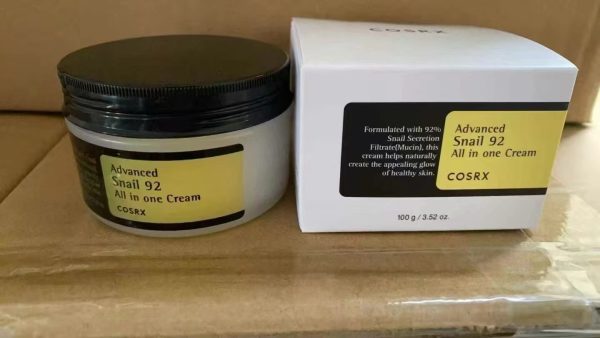 Advanced
Snail 92
All in one Cream
COSRX
COSRX
Formulated with 92%
Snail Secretion
Filtrate(Mucin), this
cream helps naturally
create the appealing glow
of healthy skin.
Advanced
Snail 92
All in one Cream
COSRX
100 g / 3.52 oz.